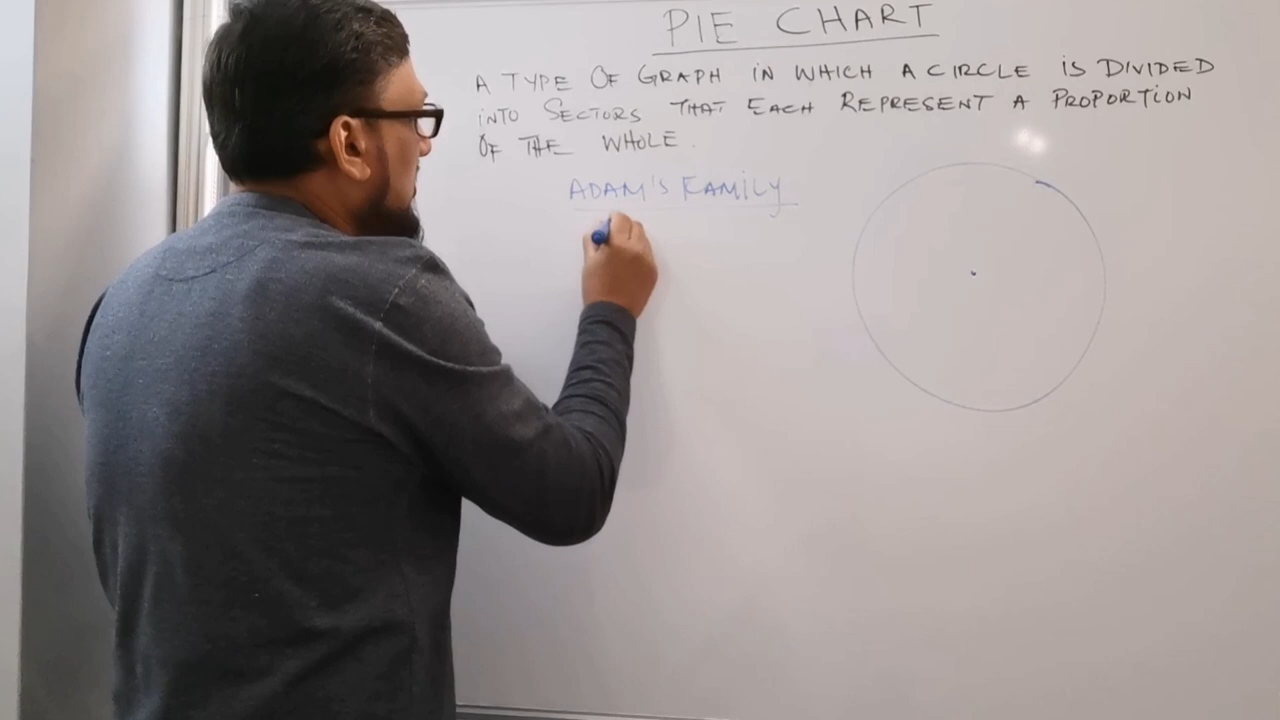 PIE CHART
A TYPE OF GRAPH IN WHICH A CIRCLE IS DIVIDED
INTO SECTORS THAT EACH REPRESENT A PROPORTION
OF THE WHOLE.
ADAM'S FAMILY